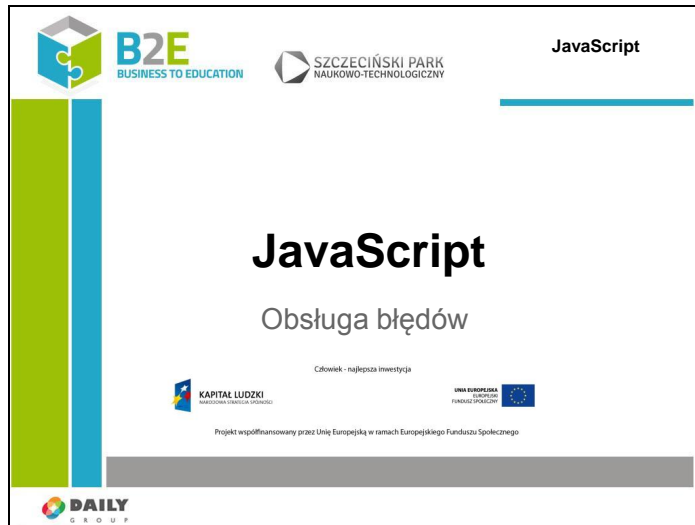 B2E
BUSINESS TO EDUCATION
SZCZECIŃSKI PARK
NAUKOWO-TECHNOLOGICZNY
JavaScript
JavaScript
Obsługa błędów
Człowiek - najlepsza inwestycja
KAPITAŁ LUDZKI
NARODOWA STRATEGIA SPÓJNOŚCI
UNIA EUROPEJSKA
EUROPEJSKI
FUNDUSZ SPOŁECZNY
Projekt współfinansowany przez Unię Europejską w ramach Europejskiego Funduszu Społecznego
DAILY
GROUP